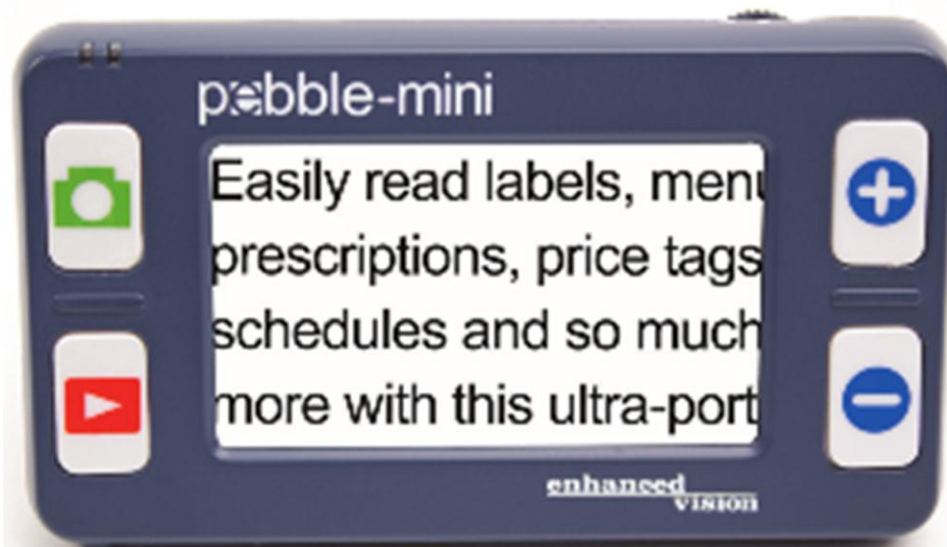 pebble-mini
Easily read labels, menu
prescriptions, price tags
schedules and so much
more with this ultra-port
enhanced
vision